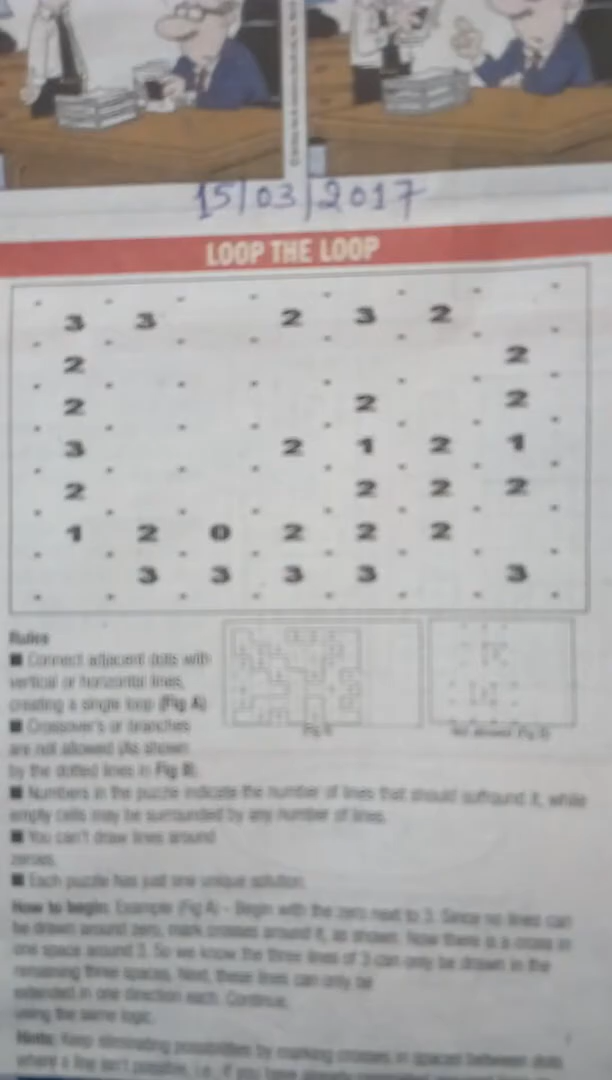 15/03/2017
LOOP THE LOOP
3 3 2 3 2
2 2
2 2 2
3 2 1 2 1
2 2 2 2
1 2 0 2 2 2
3 3 3 3 3
Rules
■ Connect adjacent dots with
vertical or horizontal lines,
creating a single loop (Fig A)
■ Crossover's or branches
are not allowed (As shown
by the dotted lines in Fig B).
■ Numbers in the puzzle indicate the number of lines that should surround it, while
empty cells may be surrounded by any number of lines.
■ You can't draw lines around
zeroes.
■ Each puzzle has just one unique solution.
How to begin: Example (Fig A) - Begin with the zero next to 3. Since no lines can
be drawn around zero, mark crosses around it, as shown. Now there is a cross in
one space around 3. So we know the three lines of 3 can only be drawn in the
remaining three spaces. Next, these lines can only be
extended in one direction each. Continue,
using the same logic.
Hints: Keep eliminating possibilities by marking crosses in spaces between dots
where a line isn't possible, i.e., if you have already